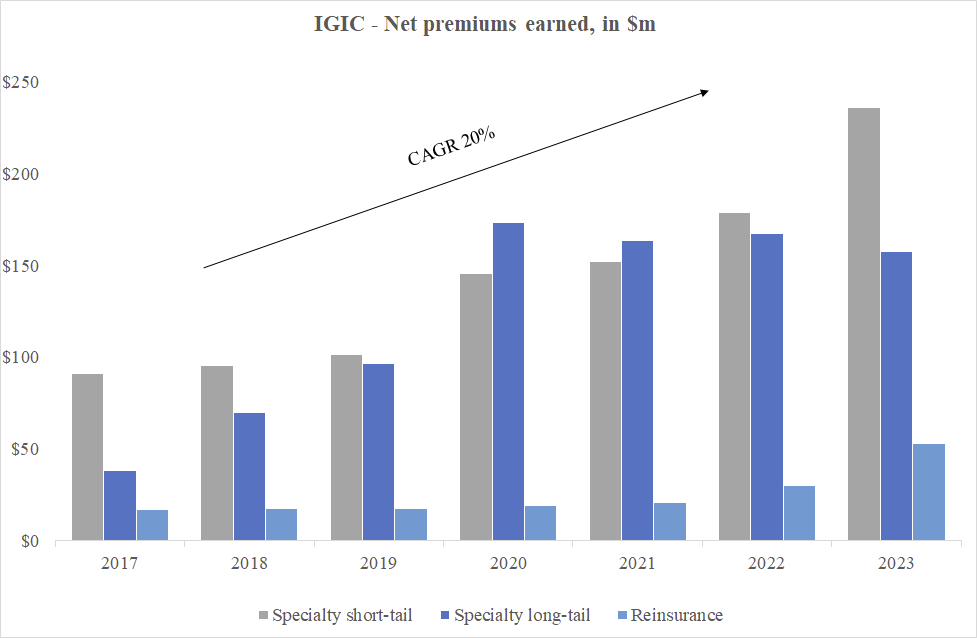 IGIC - Net premiums earned, in $m
$250
$200
$150
$100
$50
$0
CAGR 20%
2017 2018 2019 2020 2021 2022 2023
Specialty short-tail Specialty long-tail Reinsurance